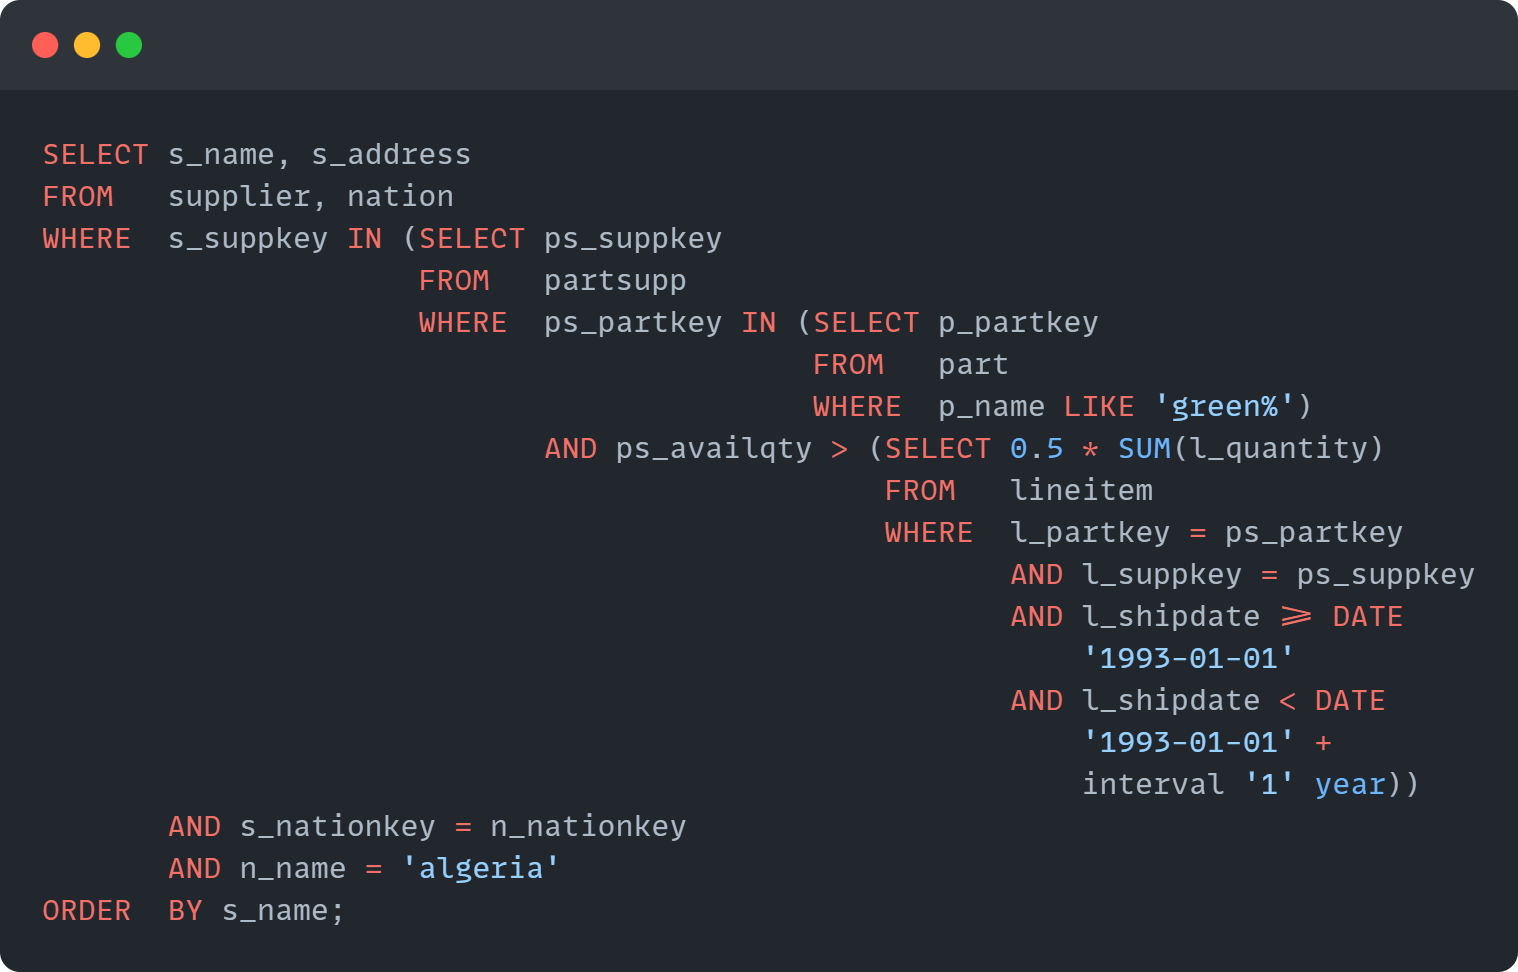 SELECT s_name, s_address
FROM   supplier, nation
WHERE  s_suppkey IN (SELECT ps_suppkey
                     FROM   partsupp
                     WHERE  ps_partkey IN (SELECT p_partkey
                                           FROM   part
                                           WHERE  p_name LIKE 'green%')
                            AND ps_availqty > (SELECT 0.5 * SUM(l_quantity)
                                               FROM   lineitem
                                               WHERE  l_partkey = ps_partkey
                                                      AND l_suppkey = ps_suppkey
                                                      AND l_shipdate >= DATE
                                                          '1993-01-01'
                                                      AND l_shipdate < DATE
                                                          '1993-01-01' +
                                                          interval '1' year))
       AND s_nationkey = n_nationkey
       AND n_name = 'algeria'
ORDER  BY s_name;